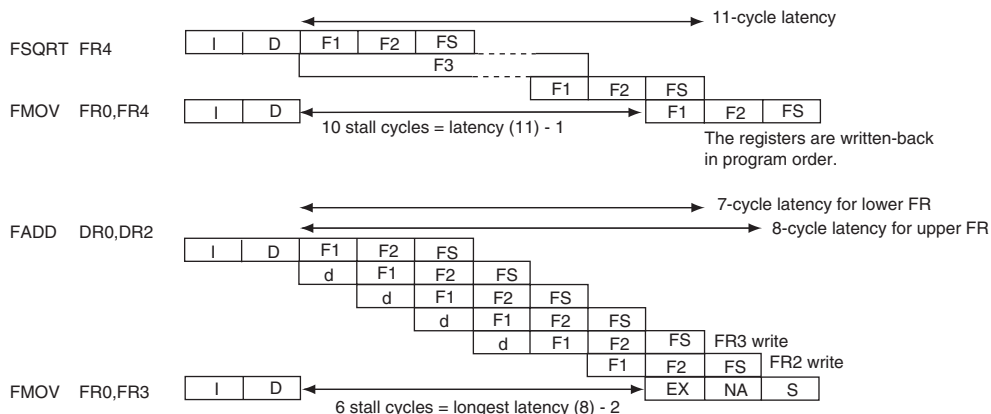 11-cycle latency
FSQRT FR4 I D F1 F2 FS
F3
F1 F2 FS
FMOV FR0,FR4 I D F1 F2 FS
10 stall cycles = latency (11) - 1
The registers are written-back
in program order.
7-cycle latency for lower FR
8-cycle latency for upper FR
FADD DR0,DR2 I D F1 F2 FS
d F1 F2 FS
d F1 F2 FS
d F1 F2 FS
d F1 F2 FS FR3 write
F1 F2 FS FR2 write
FMOV FR0,FR3 I D EX NA S
6 stall cycles = longest latency (8) - 2